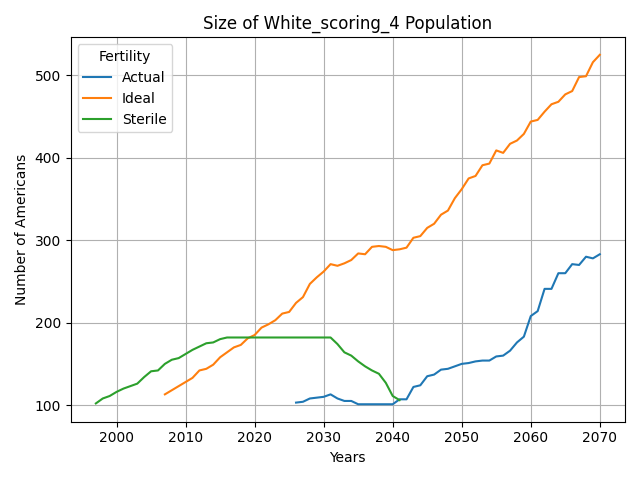 Size of White_scoring_4 Population
Number of Americans
500
400
300
200
100
Fertility
Actual
Ideal
Sterile
2000 2010 2020 2030 2040 2050 2060 2070
Years